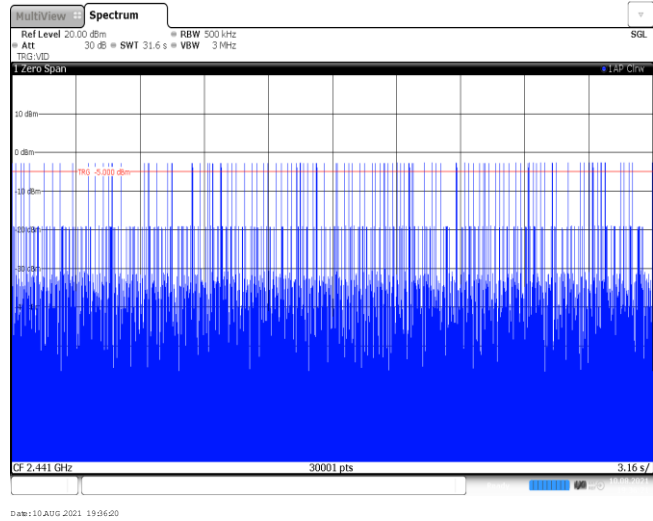 MultiView Spectrum
Ref Level 20.00 dBm RBW 500 kHz SGL
Att 30 dB SWT 31.6 s VBW 3 MHz
TRG:VID
1 Zero Span 1AP Clrw
10 dBm
0 dBm
TRG -5.000 dBm
-10 dBm
-20 dBm
-30 dBm
CF 2.441 GHz 30001 pts 3.16 s/
Date: 10.AUG.2021 19:36:20